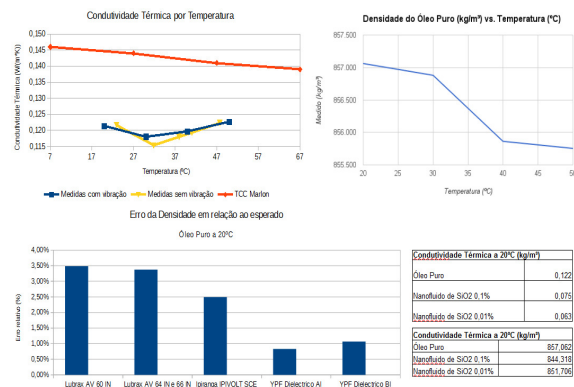 Condutividade Térmica por Temperatura
Condutividade Térmica (W/(m*K))
0,150
0,145
0,140
0,135
0,130
0,125
0,120
0,115
7 17 27 37 47 57 67
Temperatura (ºC)
Medidas com vibração Medidas sem vibração TCC Marlon
Densidade do Óleo Puro (kg/m³) vs. Temperatura (ºC)
Medido (kg/m³)
857.500
857.000
856.500
856.000
855.500
20 25 30 35 40 45 50
Temperatura (ºC)
Erro da Densidade em relação ao esperado
Óleo Puro a 20ºC
Erro relativo (%)
4,00%
3,50%
3,00%
2,50%
2,00%
1,50%
1,00%
0,50%
0,00%
Lubrax AV 60 IN Lubrax AV 64 IN e 66 IN Ipiranga IPIVOLT SCE YPF Dielectrico AI YPF Dielectrico BI
Condutividade Térmica a 20ºC (kg/m³)
Óleo Puro 0,122
Nanofluido de SiO2 0,1% 0,075
Nanofluido de SiO2 0,01% 0,063
Condutividade Térmica a 20ºC (kg/m³)
Óleo Puro 857,062
Nanofluido de SiO2 0,1% 844,318
Nanofluido de SiO2 0,01% 851,706